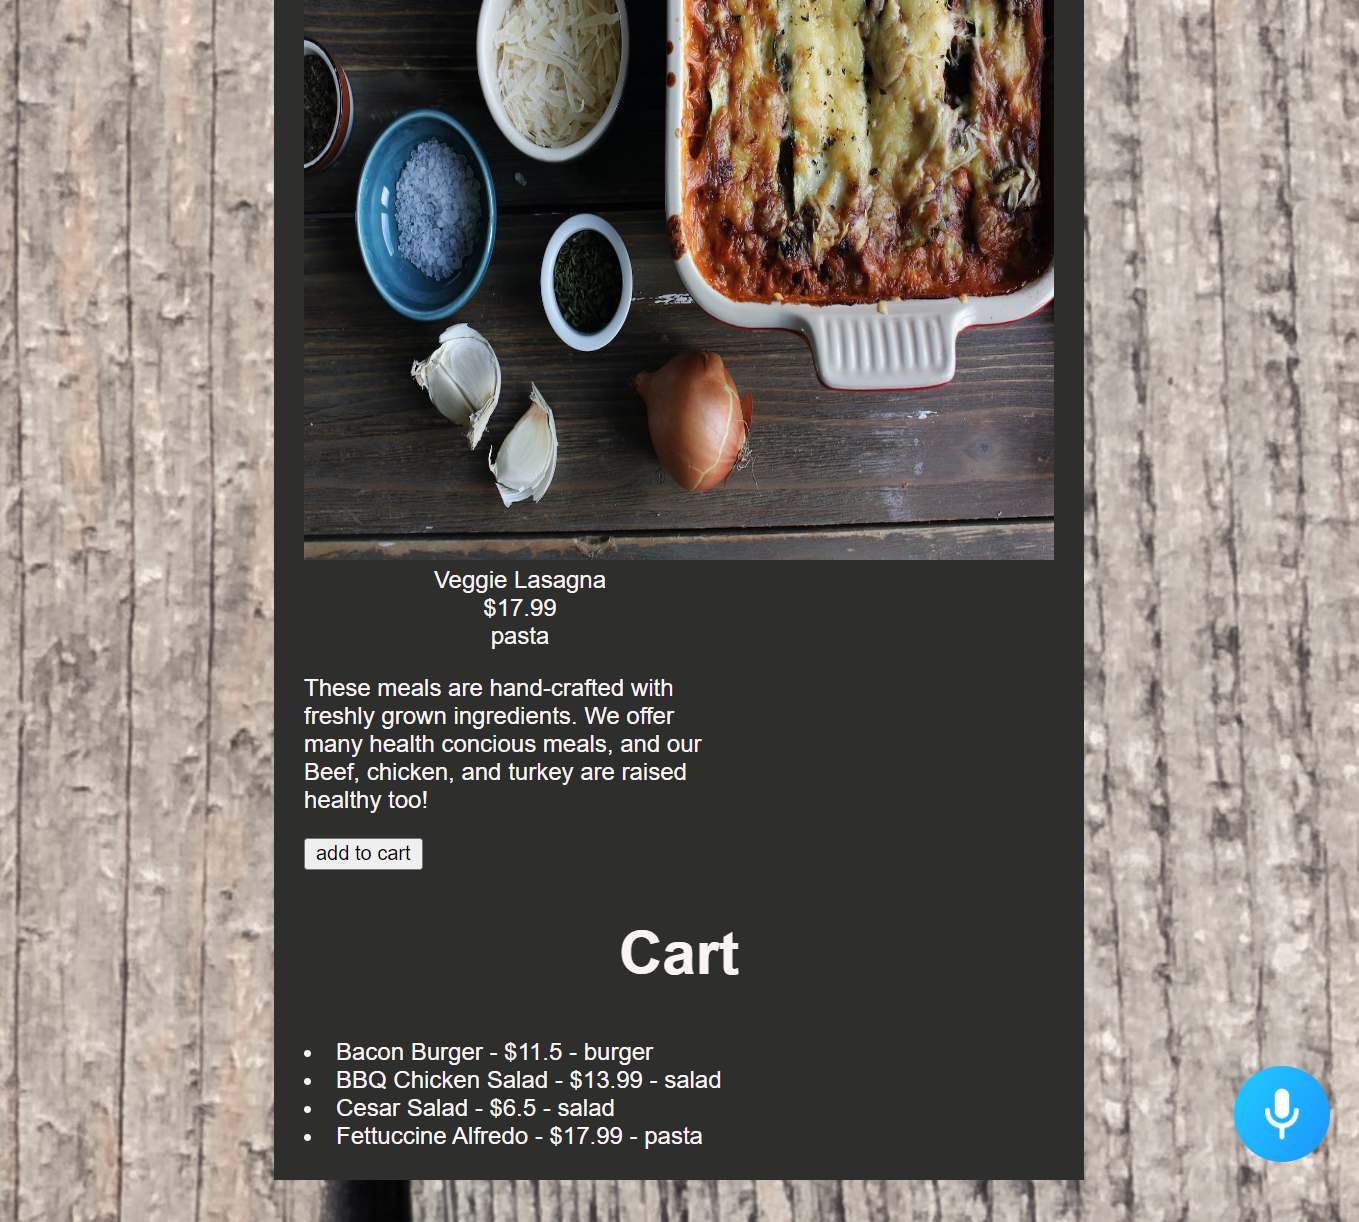 Veggie Lasagna
$17.99
pasta
These meals are hand-crafted with
freshly grown ingredients. We offer
many health concious meals, and our
Beef, chicken, and turkey are raised
healthy too!
add to cart
Cart
Bacon Burger - $11.5 - burger
BBQ Chicken Salad - $13.99 - salad
Cesar Salad - $6.5 - salad
Fettuccine Alfredo - $17.99 - pasta